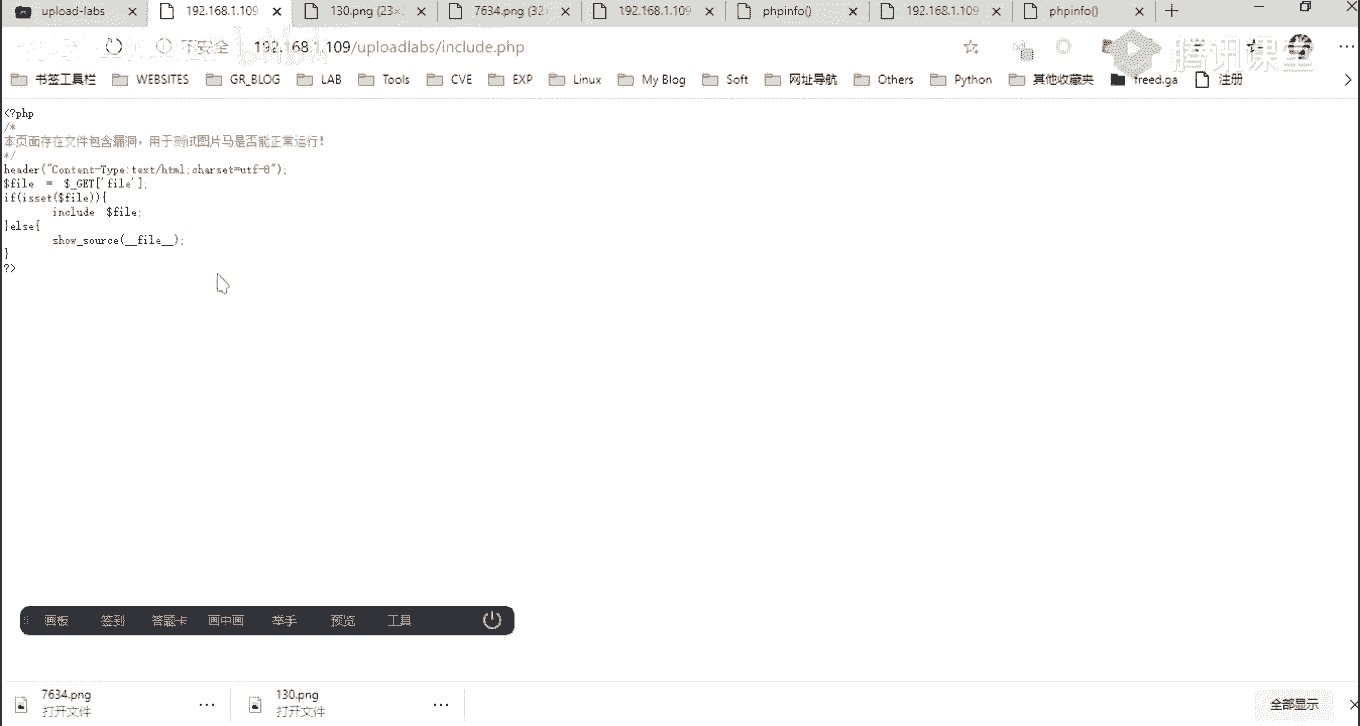 upload-labs
192.168.1.109
130.png (23×
7634.png (32×
192.168.1.109
phpinfo()
192.168.1.109
phpinfo()
不安全
192.168.1.109/uploadlabs/include.php
腾讯课堂
书签工具栏
WEBSITES
GR_BLOG
LAB
Tools
CVE
EXP
Linux
My Blog
Soft
网址导航
Others
Python
其他收藏夹
freed.ga
注册
<?php
/*
本页面存在文件包含漏洞，用于测试图片马是否能正常运行！
*/
header("Content-Type:text/html;charset=utf-8");
$file = $_GET['file'];
if(isset($file)){
include $file;
}else{
show_source(__file__);
}
?>
画板 签到 答题卡 画中画 举手 预览 工具
7634.png
打开文件
130.png
打开文件
全部显示